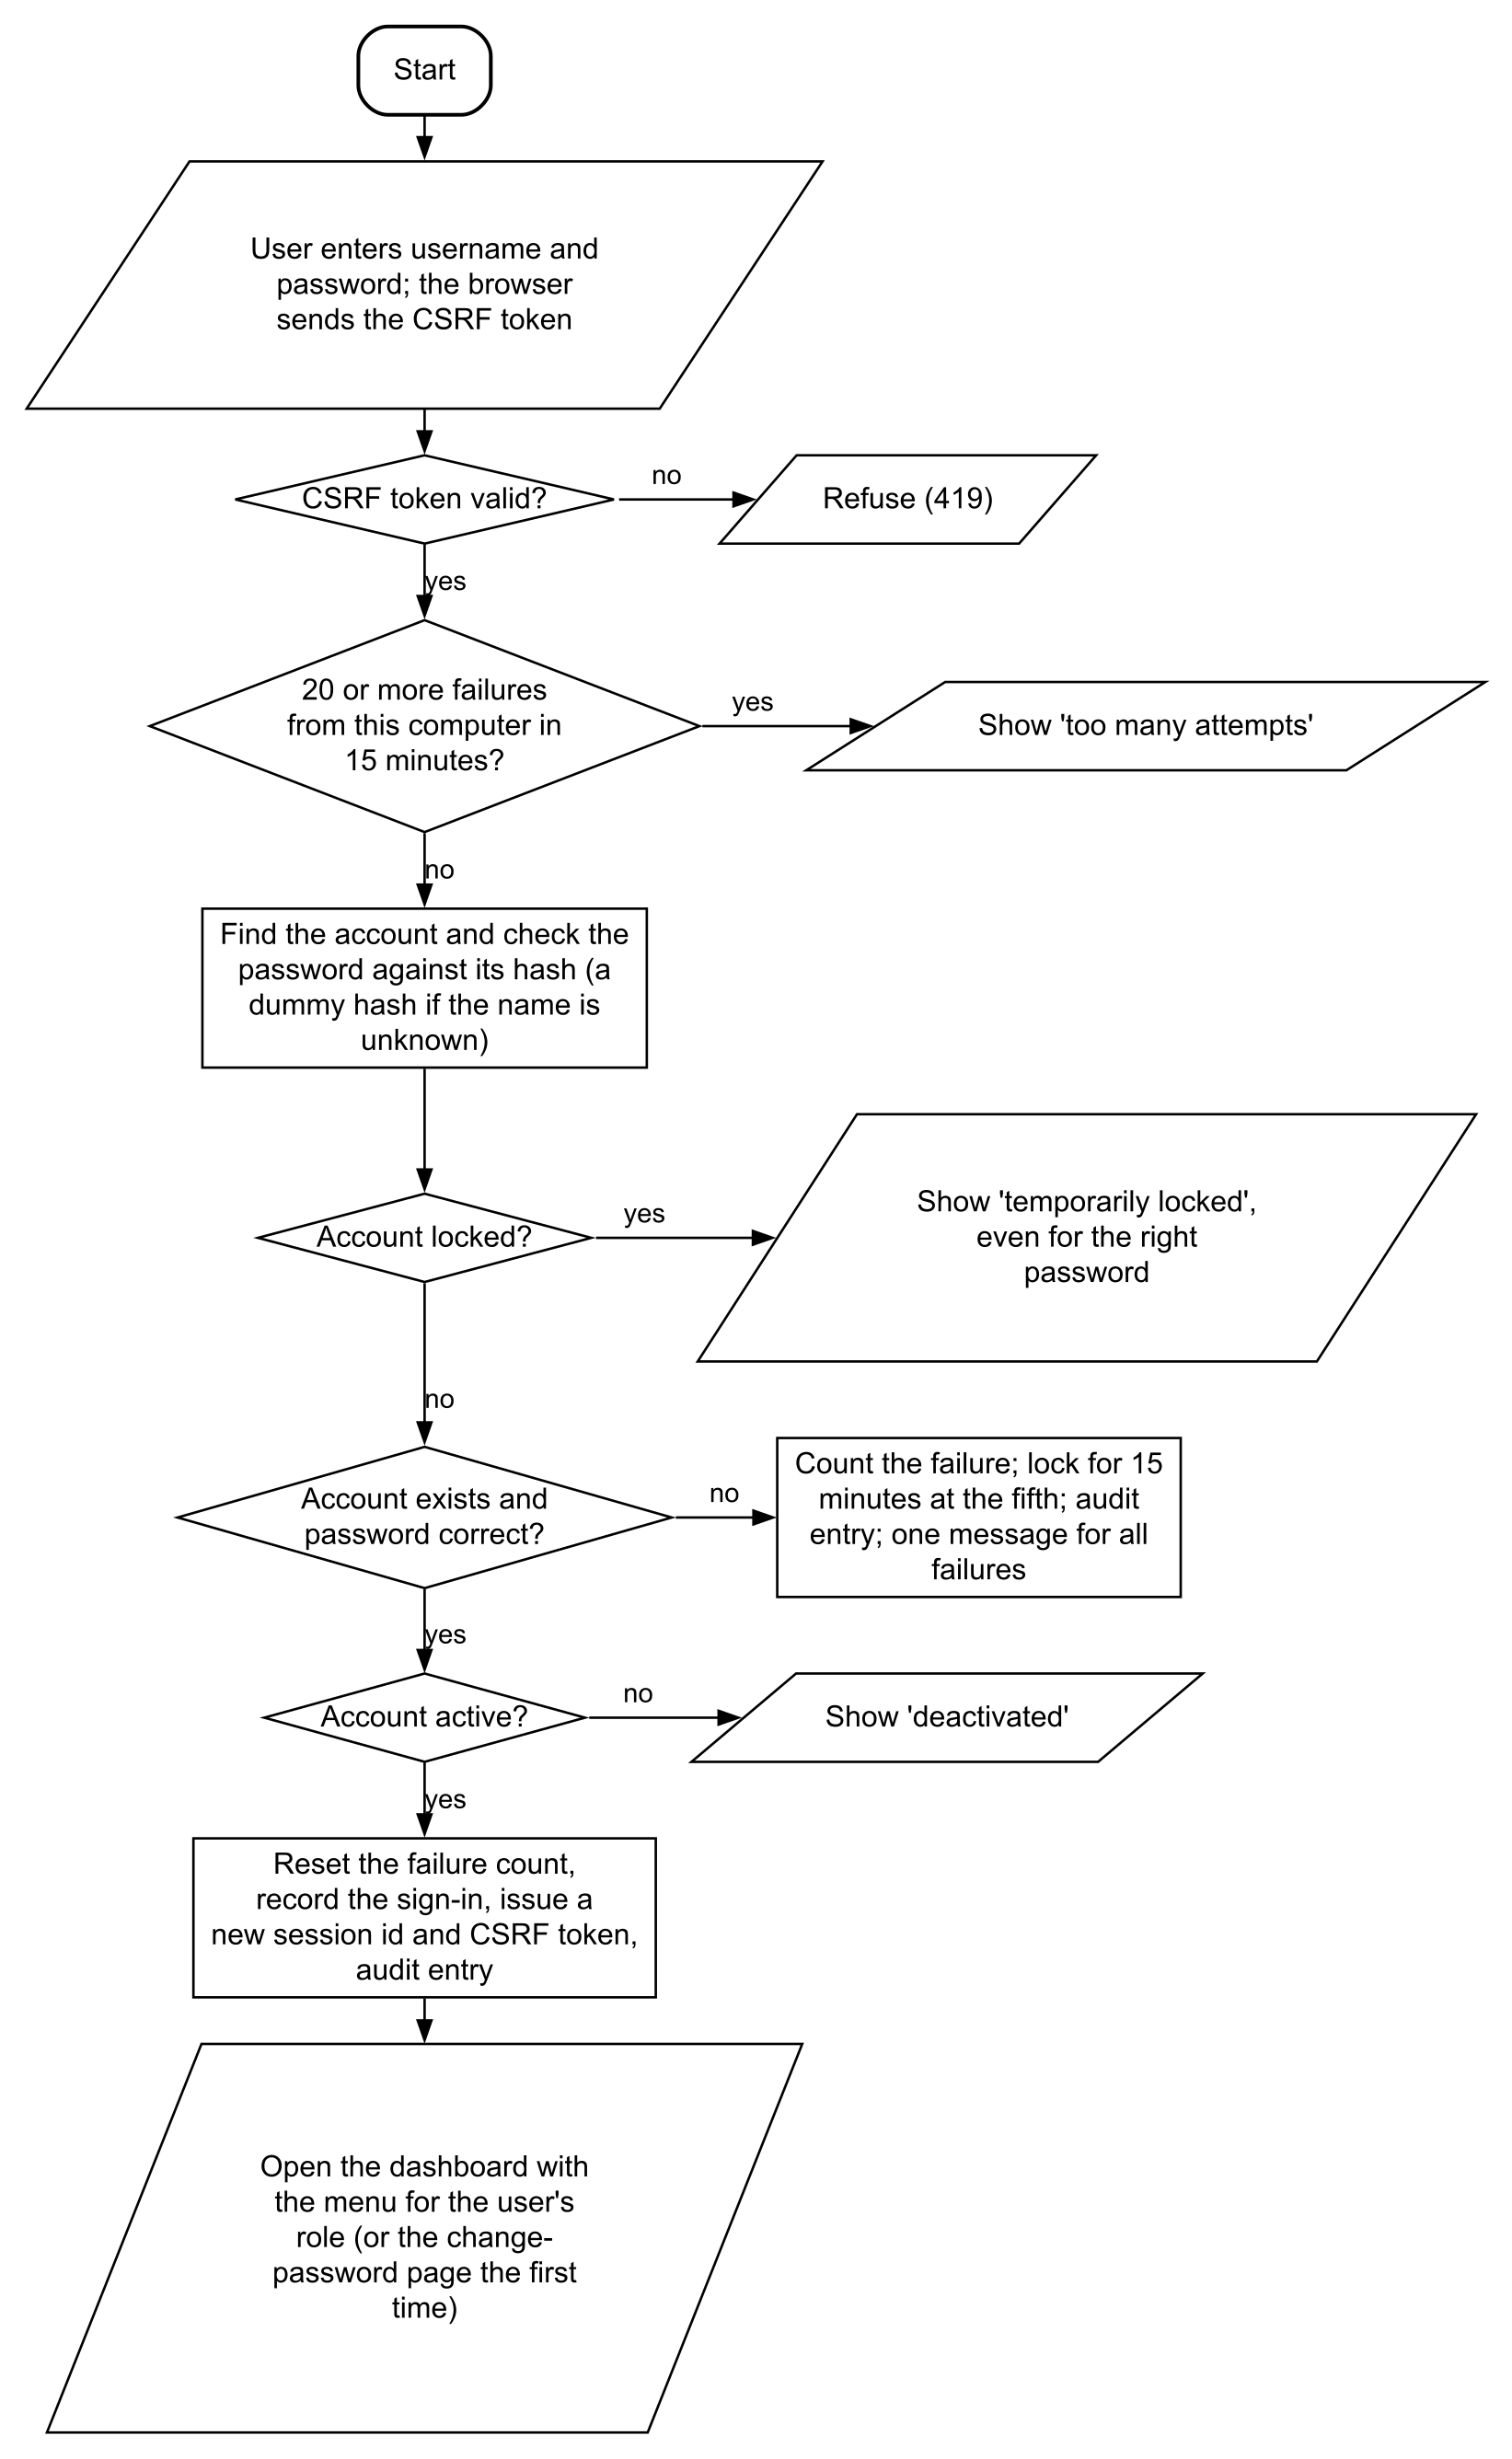 Start
User enters username and
password; the browser
sends the CSRF token
CSRF token valid?
no
Refuse (419)
yes
20 or more failures
from this computer in
15 minutes?
yes
Show 'too many attempts'
no
Find the account and check the
password against its hash (a
dummy hash if the name is
unknown)
Account locked?
yes
Show 'temporarily locked',
even for the right
password
no
Account exists and
password correct?
no
Count the failure; lock for 15
minutes at the fifth; audit
entry; one message for all
failures
yes
Account active?
no
Show 'deactivated'
yes
Reset the failure count,
record the sign-in, issue a
new session id and CSRF token,
audit entry
Open the dashboard with
the menu for the user's
role (or the change-
password page the first
time)